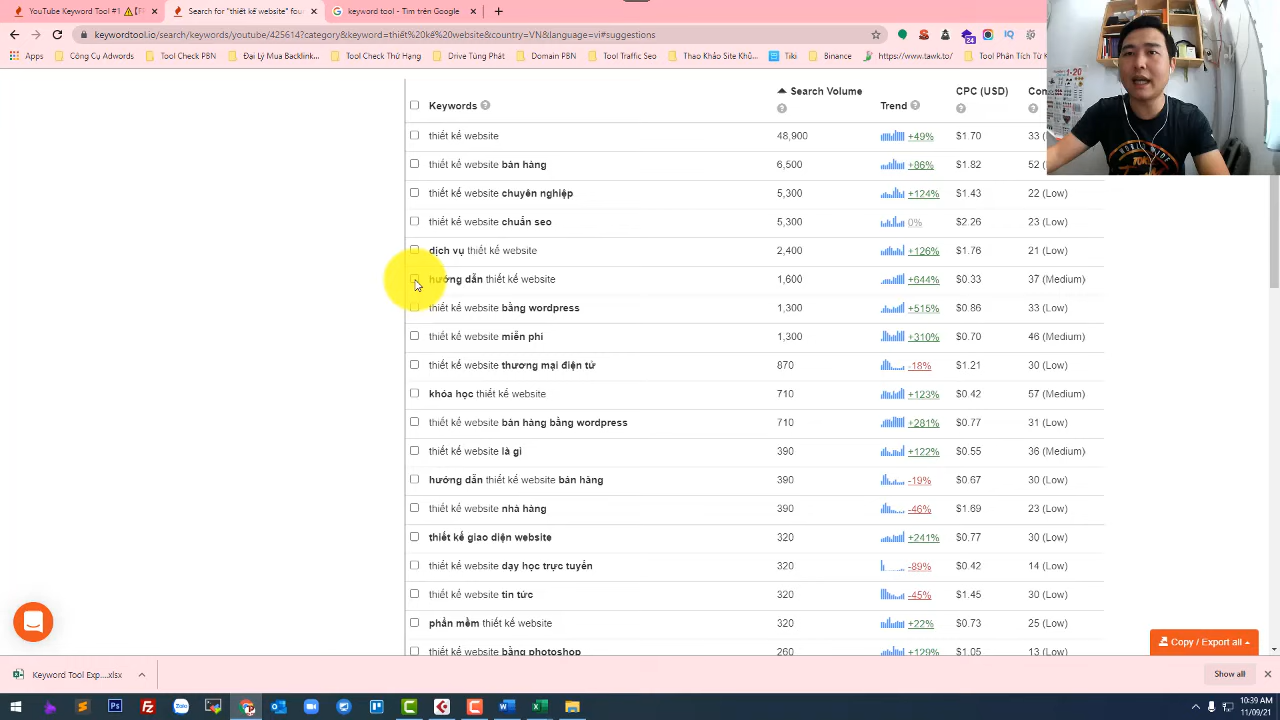 YouTube Keyword Tool #1 ⚠【F
Search for "thiết kế website" foun
keyword tool - Tìm trên Google
keywordtool.io/search/keywords/youtube/425614?category&keyword=thiết%20kế
country=VN&language=vi#suggestions
24
Apps
Tool Check PBN
Đại Lý Mua Backlink...
Domain PBN
Tool Traffic Seo
Tiki
Binance
https://www.tawk.to/
Tool Phân Tích Từ
1-20
Keywords
Search Volume
Trend
CPC (USD)
thiết kế website 48,900 +49% $1.70 33
thiết kế website bán hàng 6,500 +86% $1.82 52
thiết kế website chuyên nghiệp 5,300 +124% $1.43 22 (Low)
thiết kế website chuẩn seo 5,300 0% $2.26 23 (Low)
dịch vụ thiết kế website 2,400 +126% $1.76 21 (Low)
hướng dẫn thiết kế website 1,600 +644% $0.33 37 (Medium)
thiết kế website bằng wordpress 1,300 +515% $0.86 33 (Low)
thiết kế website miễn phí 1,300 +310% $0.70 46 (Medium)
thiết kế website thương mại điện tử 870 -18% $1.21 30 (Low)
khóa học thiết kế website 710 +123% $0.42 57 (Medium)
thiết kế website bán hàng bằng wordpress 710 +281% $0.77 31 (Low)
thiết kế website là gì 390 +122% $0.55 36 (Medium)
hướng dẫn thiết kế website bán hàng 390 -19% $0.67 30 (Low)
thiết kế website nhà hàng 390 -46% $1.69 23 (Low)
thiết kế giao diện website 320 +241% $0.77 30 (Low)
thiết kế website dạy học trực tuyến 320 -89% $0.42 14 (Low)
thiết kế website tin tức 320 -45% $1.45 30 (Low)
phần mềm thiết kế website 320 +22% $0.73 25 (Low)
thiết kế website bằng photoshop 260 +129% $1.05 13 (Low)
Copy / Export all
Keyword Tool Exp....xlsx
Show all
10:39 AM
11/09/21